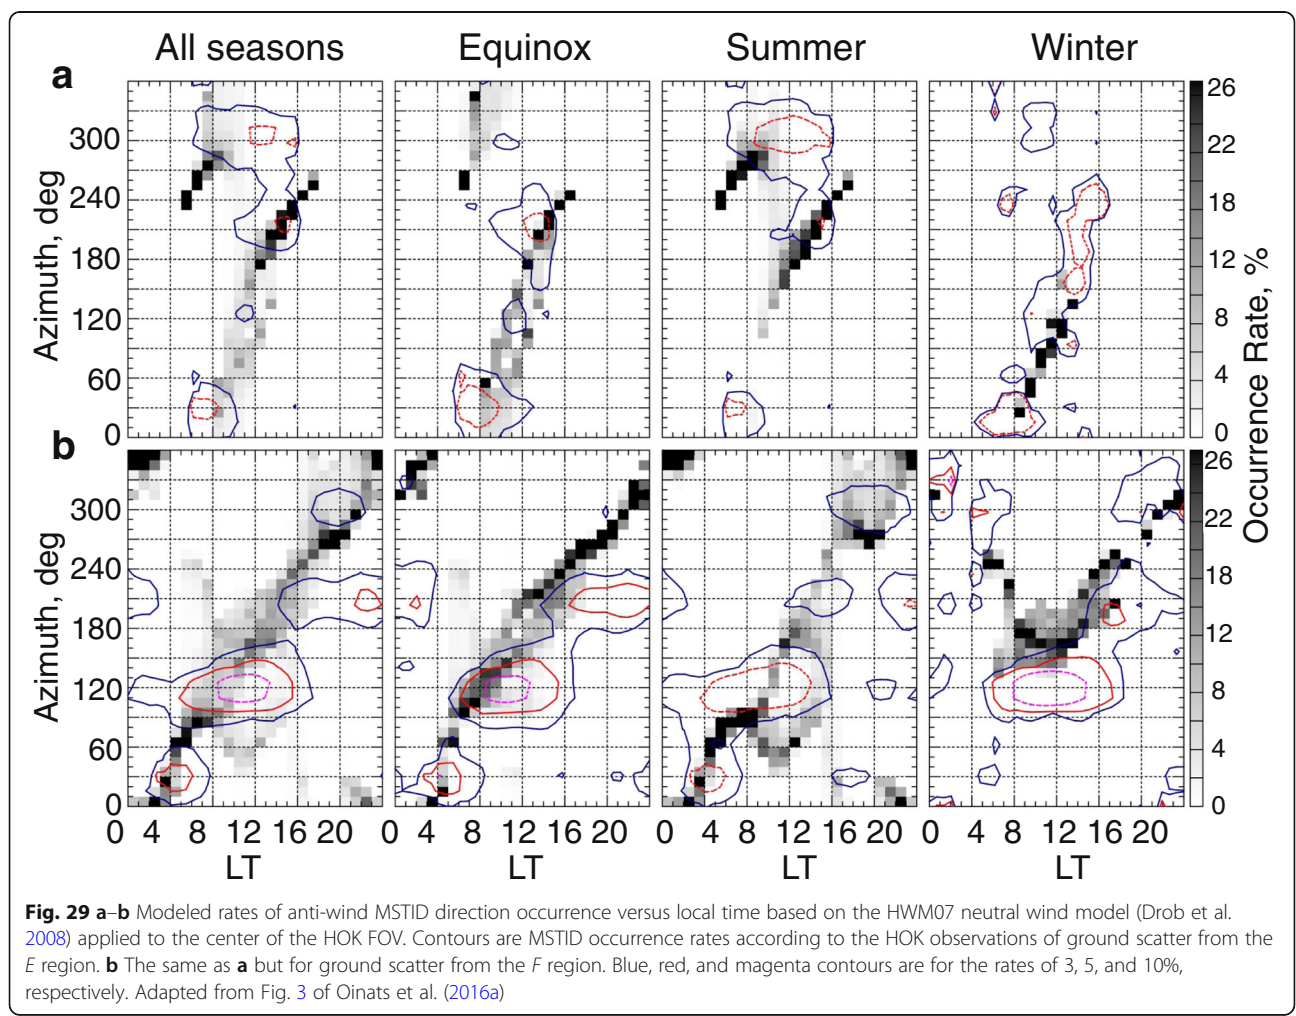 All seasons Equinox Summer Winter
a
300
240
180
120
60
0
Azimuth, deg
26
22
18
12
8
4
0
Occurrence Rate, %
b
300
240
180
120
60
0
Azimuth, deg
26
22
18
12
8
4
0
0 4 8 12 16 20 0 4 8 12 16 20 0 4 8 12 16 20 0 4 8 12 16 20
LT LT LT LT
Fig. 29 a–b Modeled rates of anti-wind MSTID direction occurrence versus local time based on the HWM07 neutral wind model (Drob et al.
2008) applied to the center of the HOK FOV. Contours are MSTID occurrence rates according to the HOK observations of ground scatter from the
E region. b The same as a but for ground scatter from the F region. Blue, red, and magenta contours are for the rates of 3, 5, and 10%,
respectively. Adapted from Fig. 3 of Oinats et al. (2016a)